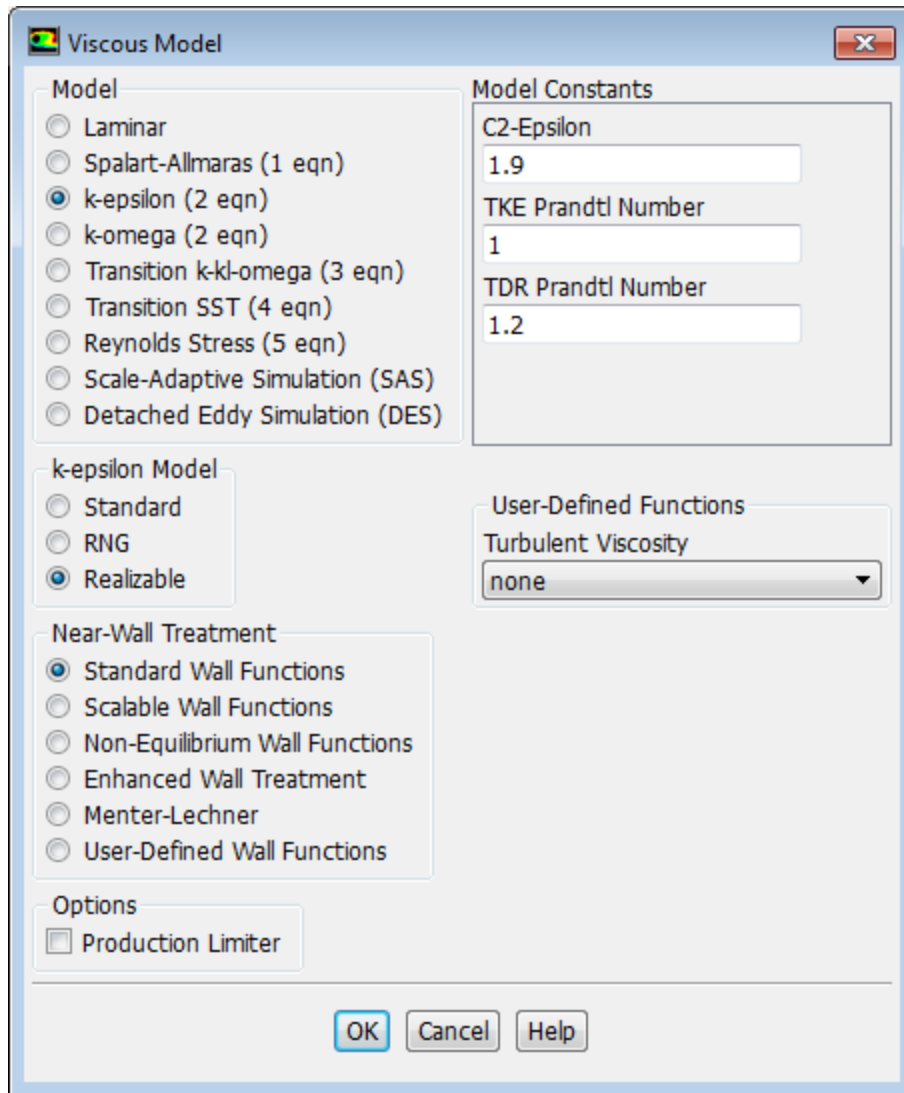 Viscous Model
Model
Laminar
Spalart-Allmaras (1 eqn)
k-epsilon (2 eqn)
k-omega (2 eqn)
Transition k-kl-omega (3 eqn)
Transition SST (4 eqn)
Reynolds Stress (5 eqn)
Scale-Adaptive Simulation (SAS)
Detached Eddy Simulation (DES)
Model Constants
C2-Epsilon
1.9
TKE Prandtl Number
1
TDR Prandtl Number
1.2
k-epsilon Model
Standard
RNG
Realizable
User-Defined Functions
Turbulent Viscosity
none
Near-Wall Treatment
Standard Wall Functions
Scalable Wall Functions
Non-Equilibrium Wall Functions
Enhanced Wall Treatment
Menter-Lechner
User-Defined Wall Functions
Options
Production Limiter
OK Cancel Help